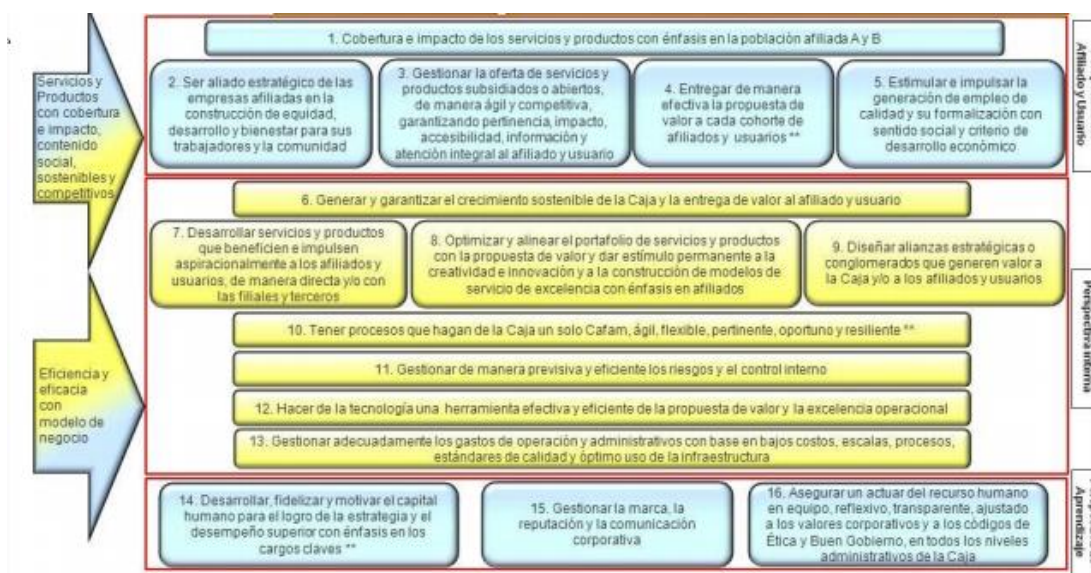 Servicios y
Productos
con cobertura
e impacto,
contenido
social,
sostenibles y
competitivos
1. Cobertura e impacto de los servicios y productos con énfasis en la población afiliada A y B
2. Ser aliado estratégico de las
empresas afiliadas en la
construcción de equidad,
desarrollo y bienestar para sus
trabajadores y la comunidad
3. Gestionar la oferta de servicios y
productos subsidiados o abiertos,
de manera ágil y competitiva,
garantizando pertinencia, impacto,
accesibilidad, información y
atención integral al afiliado y usuario
4. Entregar de manera
efectiva la propuesta de
valor a cada cohorte de
afiliados y usuarios **
5. Estimular e impulsar la
generación de empleo de
calidad y su formalización con
sentido social y criterio de
desarrollo económico
Afiliado y Usuario
6. Generar y garantizar el crecimiento sostenible de la Caja y la entrega de valor al afiliado y usuario
7. Desarrollar servicios y productos
que beneficien e impulsen
aspiracionalmente a los afiliados y
usuarios, de manera directa y/o con
las filiales y terceros
8. Optimizar y alinear el portafolio de servicios y productos
con la propuesta de valor y dar estímulo permanente a la
creatividad e innovación y a la construcción de modelos de
servicio de excelencia con énfasis en afiliados
9. Diseñar alianzas estratégicas o
conglomerados que generen valor a
la Caja y/o a los afiliados y usuarios
Eficiencia y
eficacia
con
modelo de
negocio
10. Tener procesos que hagan de la Caja un solo Cafam, ágil, flexible, pertinente, oportuno y resiliente **
11. Gestionar de manera previsiva y eficiente los riesgos y el control interno
12. Hacer de la tecnología una herramienta efectiva y eficiente de la propuesta de valor y la excelencia operacional
13. Gestionar adecuadamente los gastos de operación y administrativos con base en bajos costos, escalas, procesos,
estándares de calidad y óptimo uso de la infraestructura
Perspectiva interna
14. Desarrollar, fidelizar y motivar el capital
humano para el logro de la estrategia y el
desempeño superior con énfasis en los
cargos claves **
15. Gestionar la marca, la
reputación y la comunicación
corporativa
16. Asegurar un actuar del recurso humano
en equipo, reflexivo, transparente, ajustado
a los valores corporativos y a los códigos de
Ética y Buen Gobierno, en todos los niveles
administrativos de la Caja
Aprendizaje